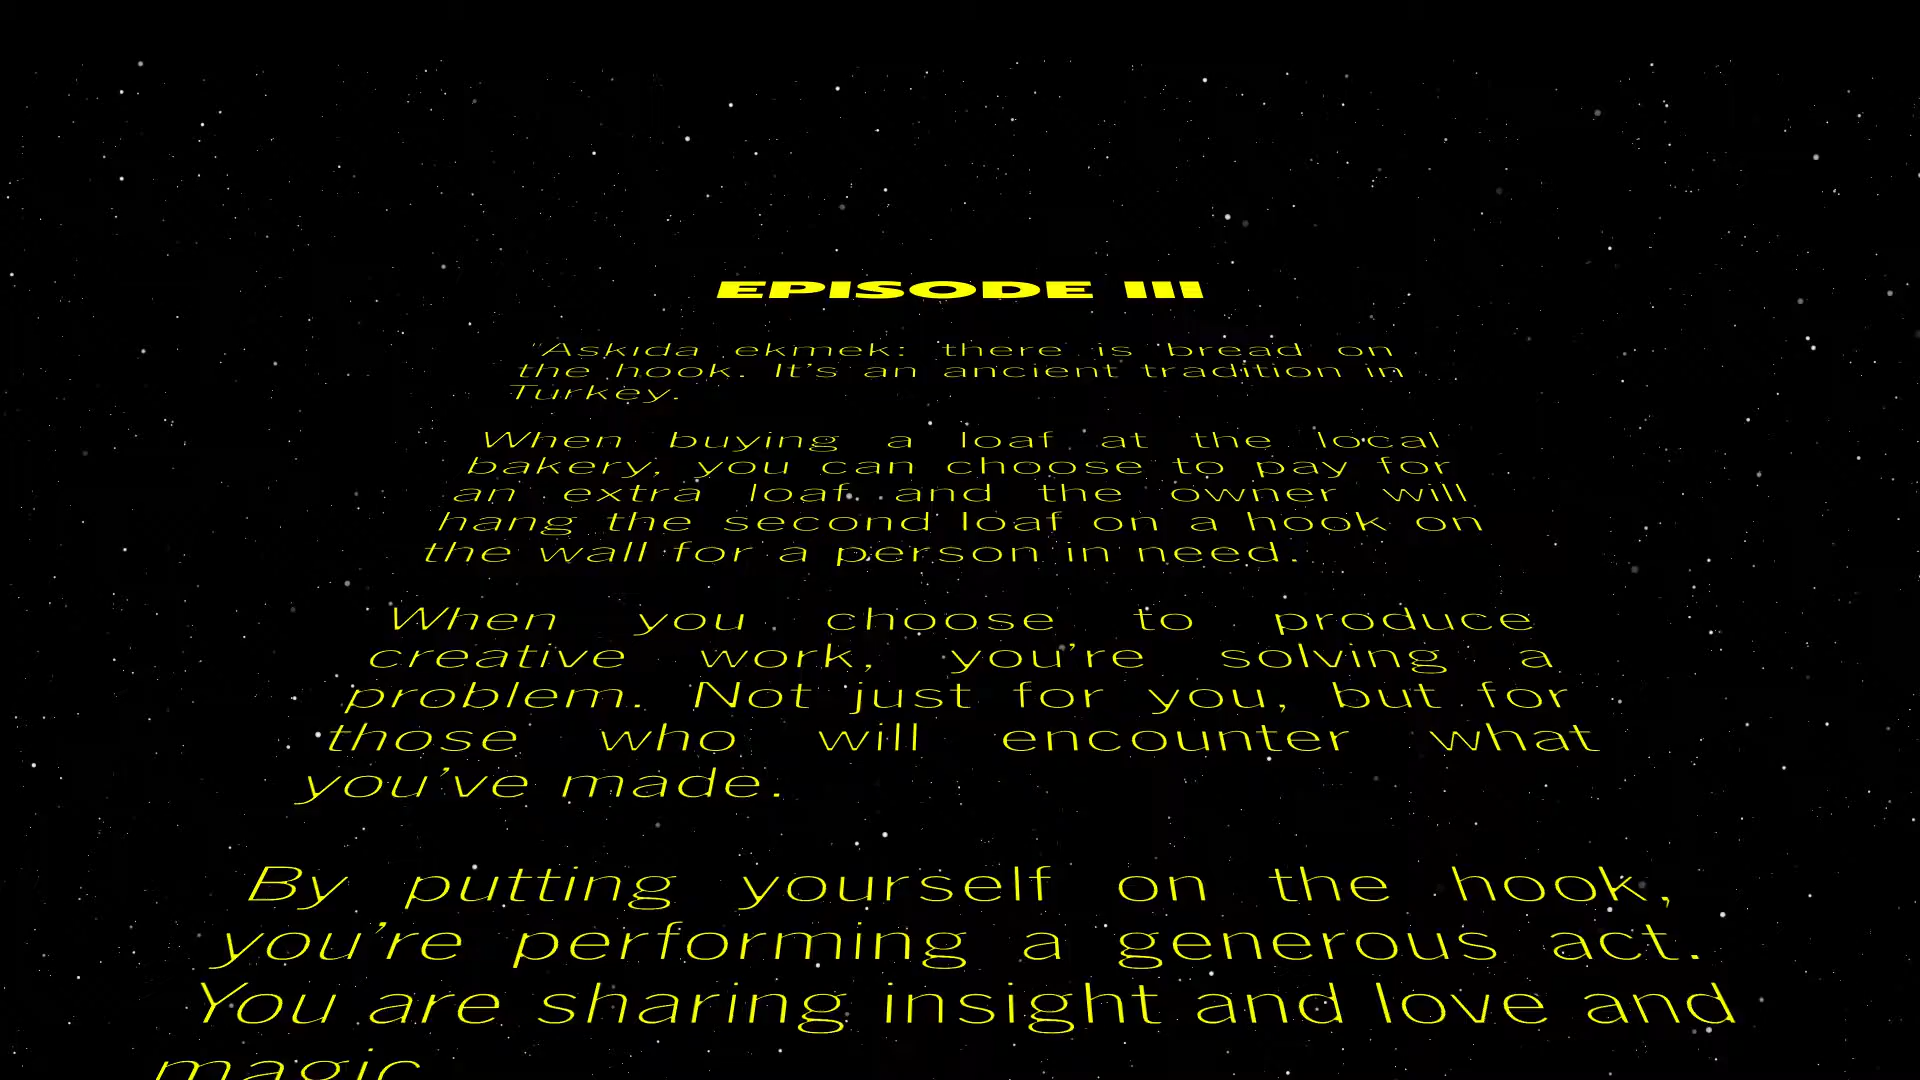 EPISODE III
"Askıda ekmek: there is bread on
the hook. It's an ancient tradition in
Turkey.
When buying a loaf at the local
bakery, you can choose to pay for
an extra loaf and the owner will
hang the second loaf on a hook on
the wall for a person in need.
When you choose to produce
creative work, you're solving a
problem. Not just for you, but for
those who will encounter what
you've made.
By putting yourself on the hook,
you're performing a generous act.
You are sharing insight and love and
magic